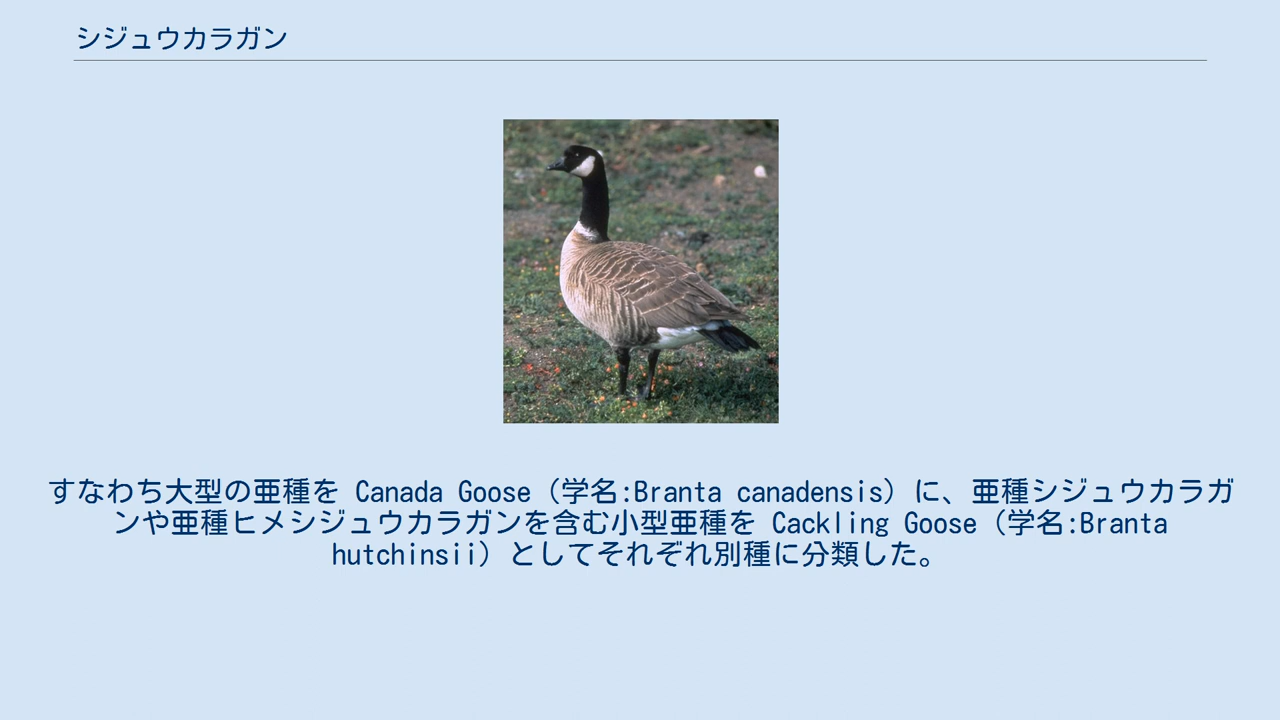 シジュウカラガン
すなわち大型の亜種を Canada Goose（学名:Branta canadensis）に、亜種シジュウカラガ
ンや亜種ヒメシジュウカラガンを含む小型亜種を Cackling Goose（学名:Branta
hutchinsii）としてそれぞれ別種に分類した。